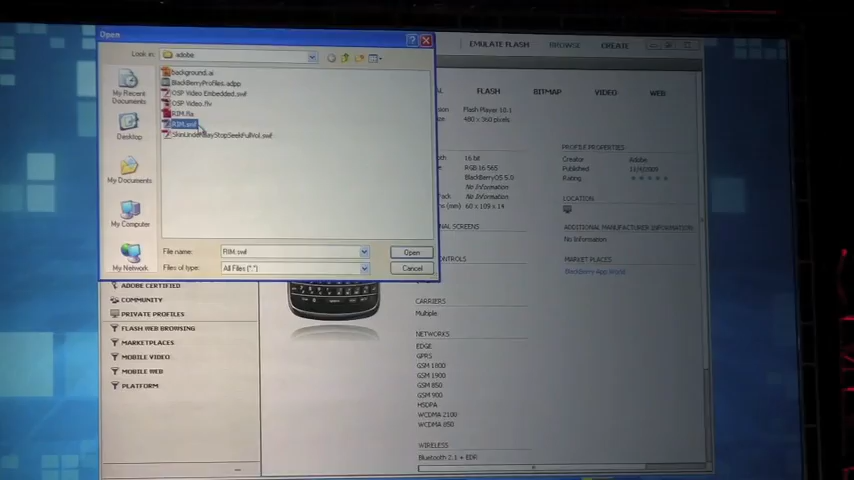 Open
Look in:
adobe
EMULATE FLASH
BROWSE
CREATE
My Recent
Documents
Desktop
My Documents
My Computer
My Network
background.ai
BlackBerryProfiles.adpp
OSP Video Embedded.swf
OSP Video.flv
RIM.fla
RIM.swf
File name:
RIM.swf
Open
Files of type:
All Files (*.*)
Cancel
FLASH
BITMAP
VIDEO
WEB
Flash Player 10.1
480 x 360 pixels
16 bit
RGB 16 565
BlackBerryOS 5.0
No Information
No Information
60 x 109 x 14
PROFILE PROPERTIES
Creator
Adobe
Published
11/4/2009
Rating
LOCATION
ADDITIONAL MANUFACTURER INFORMATION:
No Information
MARKET PLACES
BlackBerry App World
ADOBE CERTIFIED
COMMUNITY
PRIVATE PROFILES
FLASH WEB BROWSING
MARKETPLACES
MOBILE VIDEO
MOBILE WEB
PLATFORM
CARRIERS
Multiple
NETWORKS
EDGE
GPRS
GSM 1800
GSM 1900
GSM 850
GSM 900
HSDPA
WCDMA 2100
WCDMA 850
WIRELESS
Bluetooth 2.1 + EDR